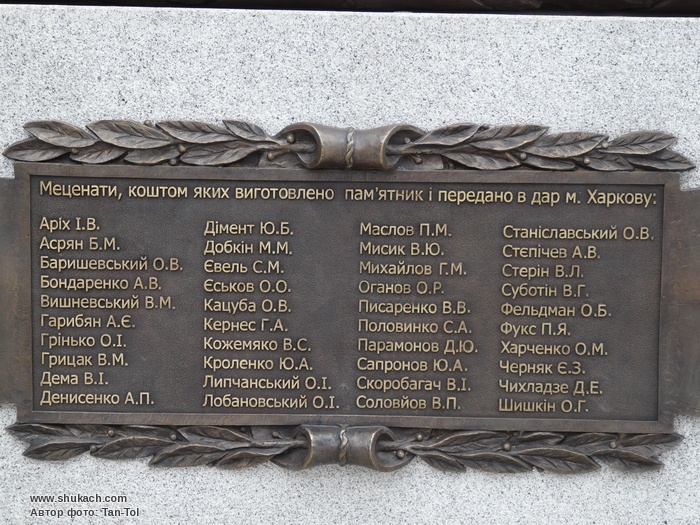 Меценати, коштом яких виготовлено пам'ятник і передано в дар м. Харкову:
Аріх І.В.
Асрян Б.М.
Баришевський О.В.
Бондаренко А.В.
Вишневський В.М.
Гарибян А.Є.
Грінько О.І.
Грицак В.М.
Дема В.І.
Денисенко А.П.
Дімент Ю.Б.
Добкін М.М.
Євель С.М.
Єськов О.О.
Кацуба О.В.
Кернес Г.А.
Кожемяко В.С.
Кроленко Ю.А.
Липчанський О.І.
Лобановський О.І.
Маслов П.М.
Мисик В.Ю.
Михайлов Г.М.
Оганов О.Р.
Писаренко В.В.
Половинко С.А.
Парамонов Д.Ю.
Сапронов Ю.А.
Скоробагач В.І.
Соловйов В.П.
Станіславський О.В.
Стєпічев А.В.
Стерін В.Л.
Суботін В.Г.
Фельдман О.Б.
Фукс П.Я.
Харченко О.М.
Черняк Є.З.
Чихладзе Д.Е.
Шишкін О.Г.
www.shukach.com
Автор фото: Tan-Tol